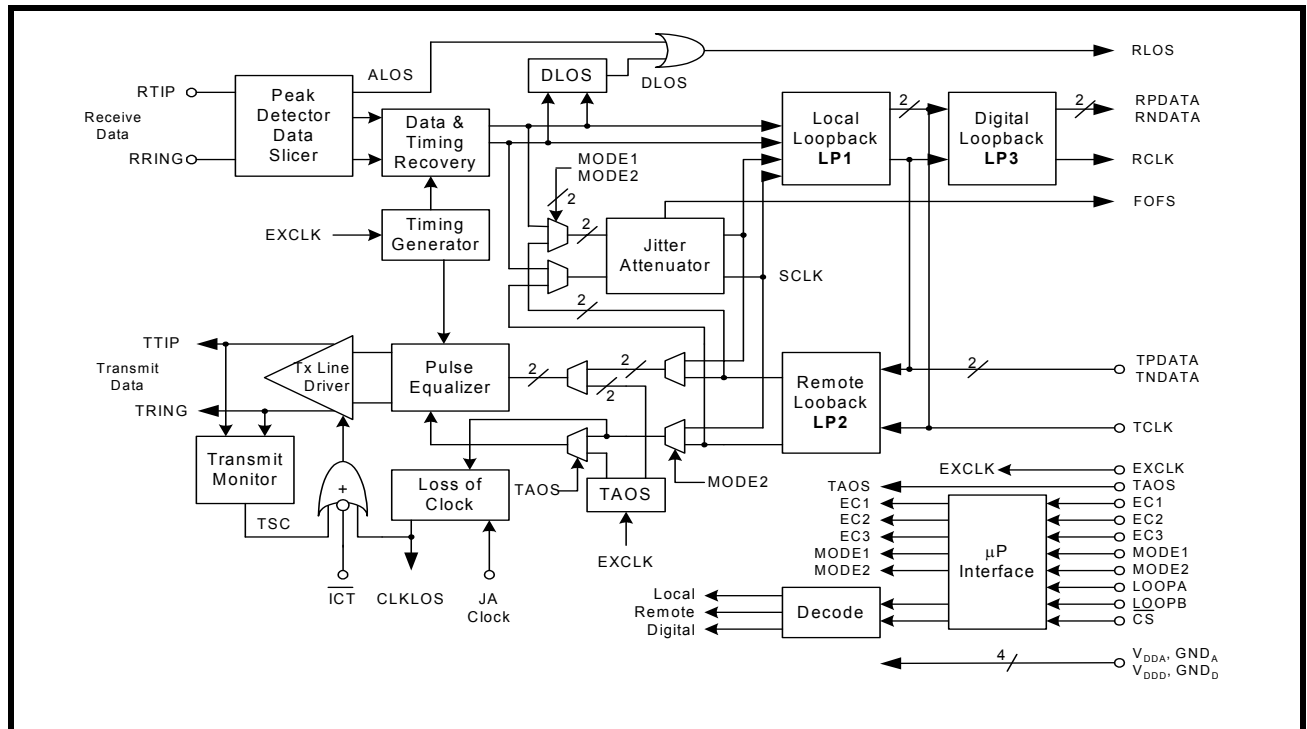 RLOS
ALOS
DLOS
DLOS
RTIP
Receive
Data
RRING
Peak
Detector
Data
Slicer
Data &
Timing
Recovery
MODE1
MODE2
2
2
Local
Loopback
LP1
2
Digital
Loopback
LP3
2
RPDATA
RNDATA
RCLK
FOFS
EXCLK
Timing
Generator
Jitter
Attenuator
SCLK
2
TTIP
Transmit
Data
TRING
Tx Line
Driver
Pulse
Equalizer
2
2
2
Remote
Looback
LP2
2
TPDATA
TNDATA
TCLK
Transmit
Monitor
+
TSC
ICT
Loss of
Clock
CLKLOS
JA
Clock
TAOS
TAOS
EXCLK
MODE2
EXCLK
EXCLK
TAOS
TAOS
EC1
EC1
EC2
EC2
EC3
EC3
MODE1
MODE1
MODE2
MODE2
LOOPA
LOOPB
CS
µP
Interface
Decode
Local
Remote
Digital
4
VDDA, GNDA
VDDD, GNDD